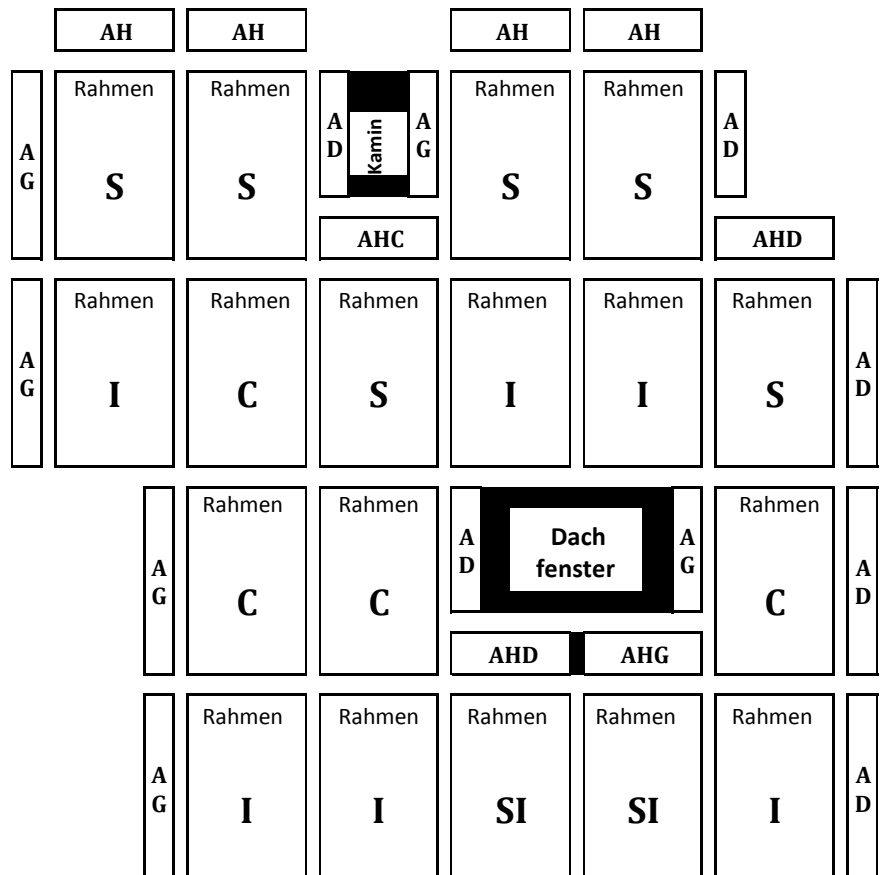 AH AH AH AH
Rahmen Rahmen Rahmen Rahmen
A G S S A D Kamin A G S S A D
AHC AHD
Rahmen Rahmen Rahmen Rahmen Rahmen Rahmen
A G I C S I I S A D
Rahmen Rahmen Rahmen
A G C C A D Dach A G C A D
fenster
AHD AHG
Rahmen Rahmen Rahmen Rahmen Rahmen
A G I I SI SI I A D